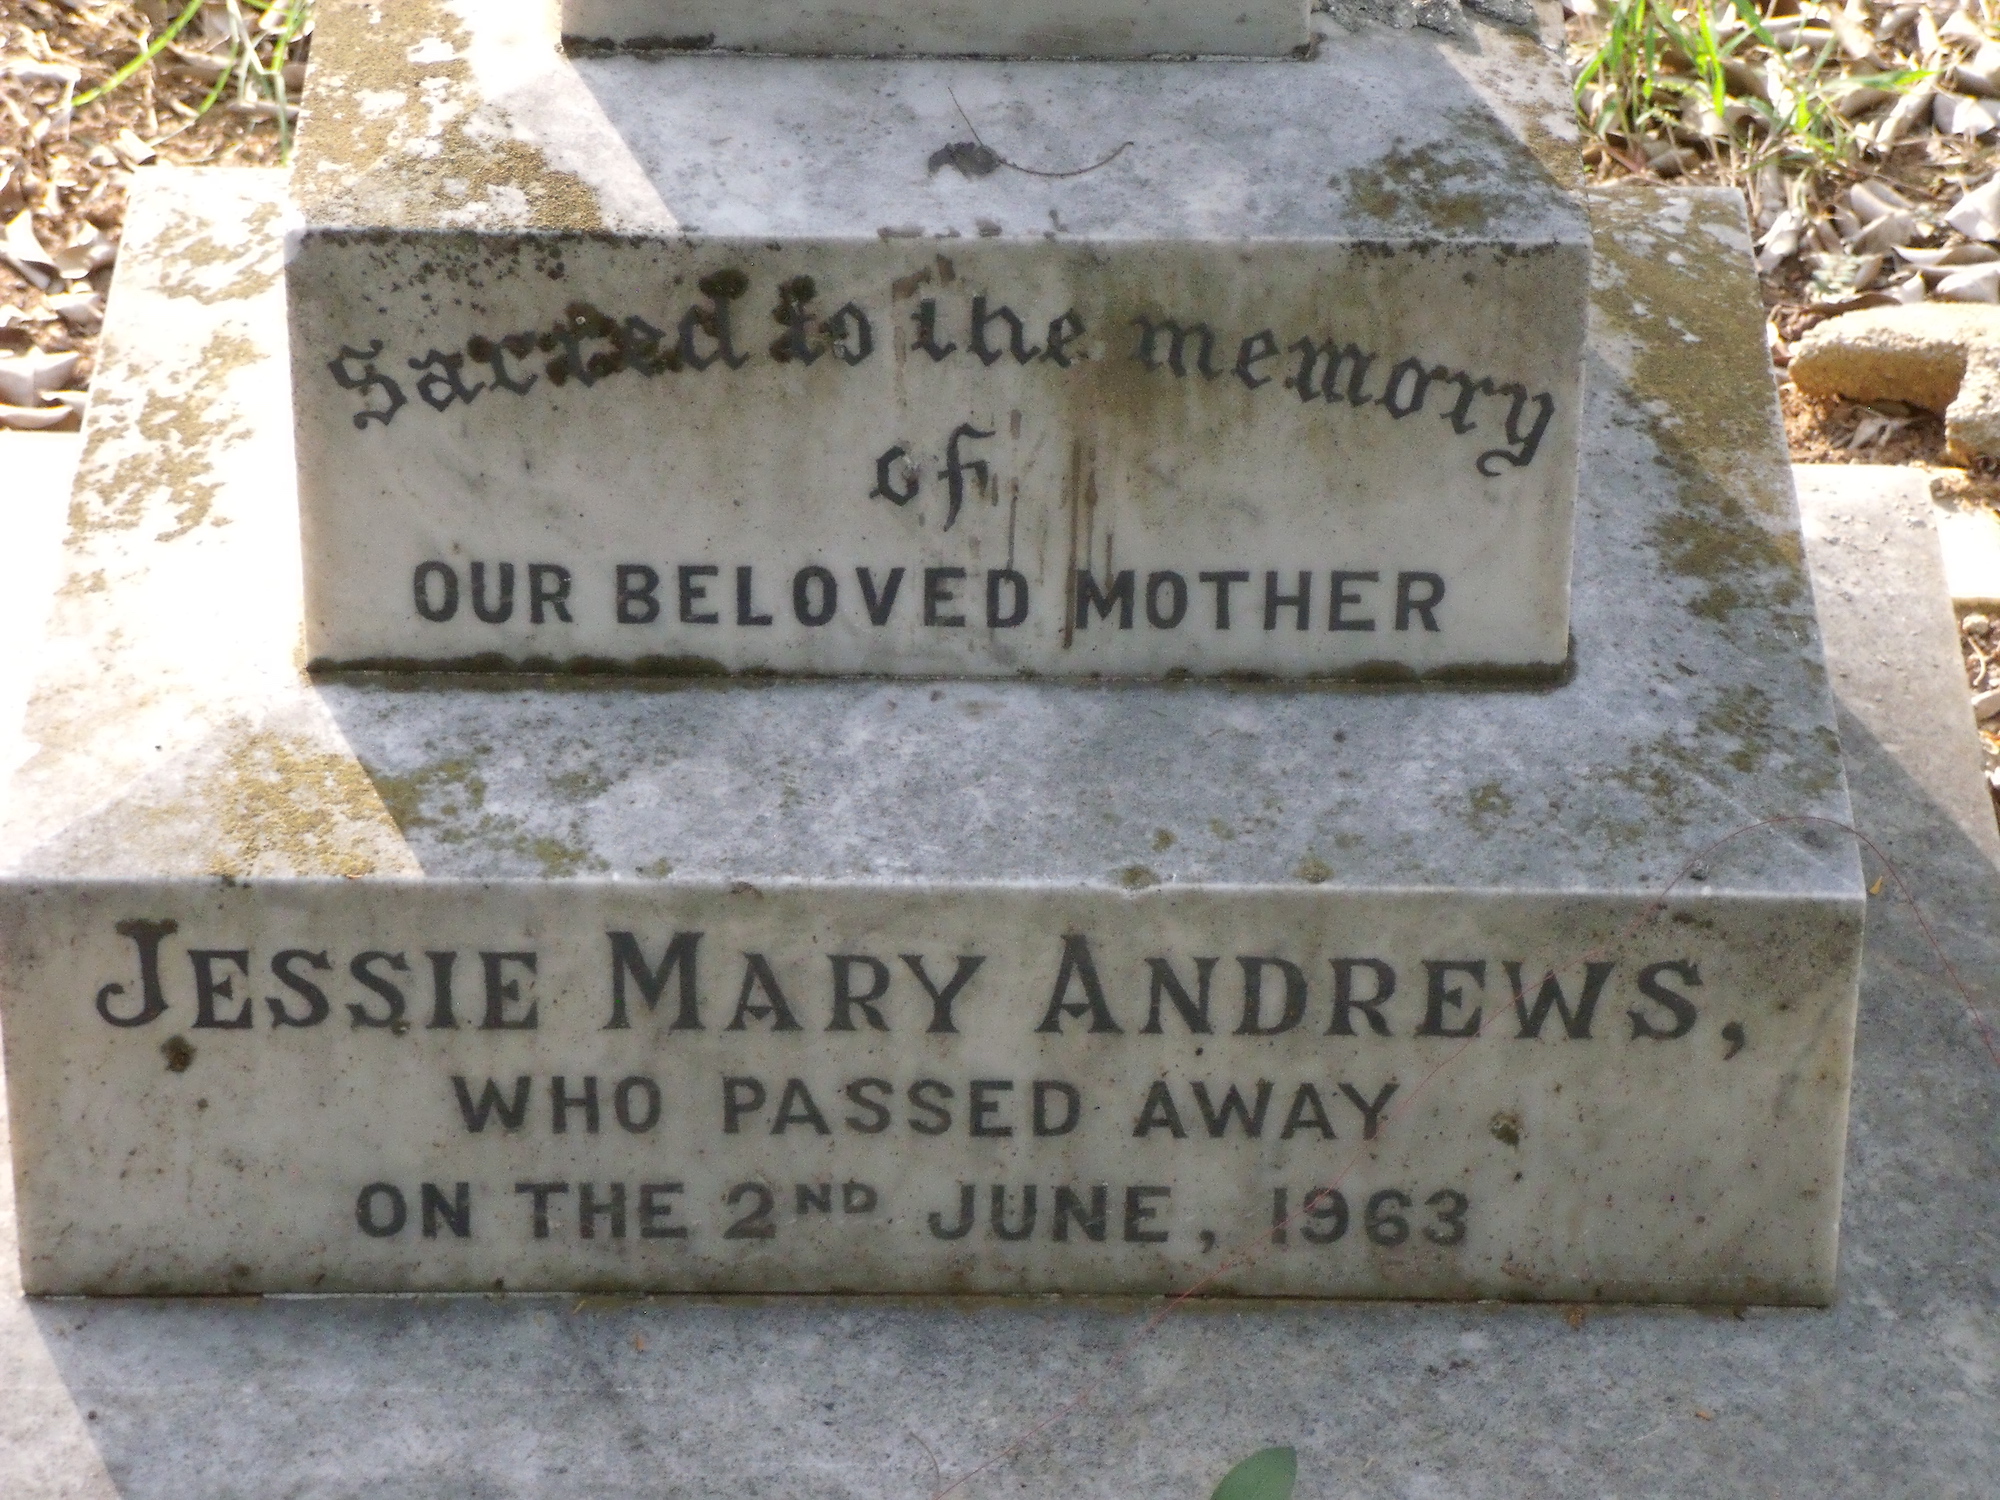 Sacred to the memory
of
OUR BELOVED MOTHER
JESSIE MARY ANDREWS,
WHO PASSED AWAY
ON THE 2ND JUNE, 1963